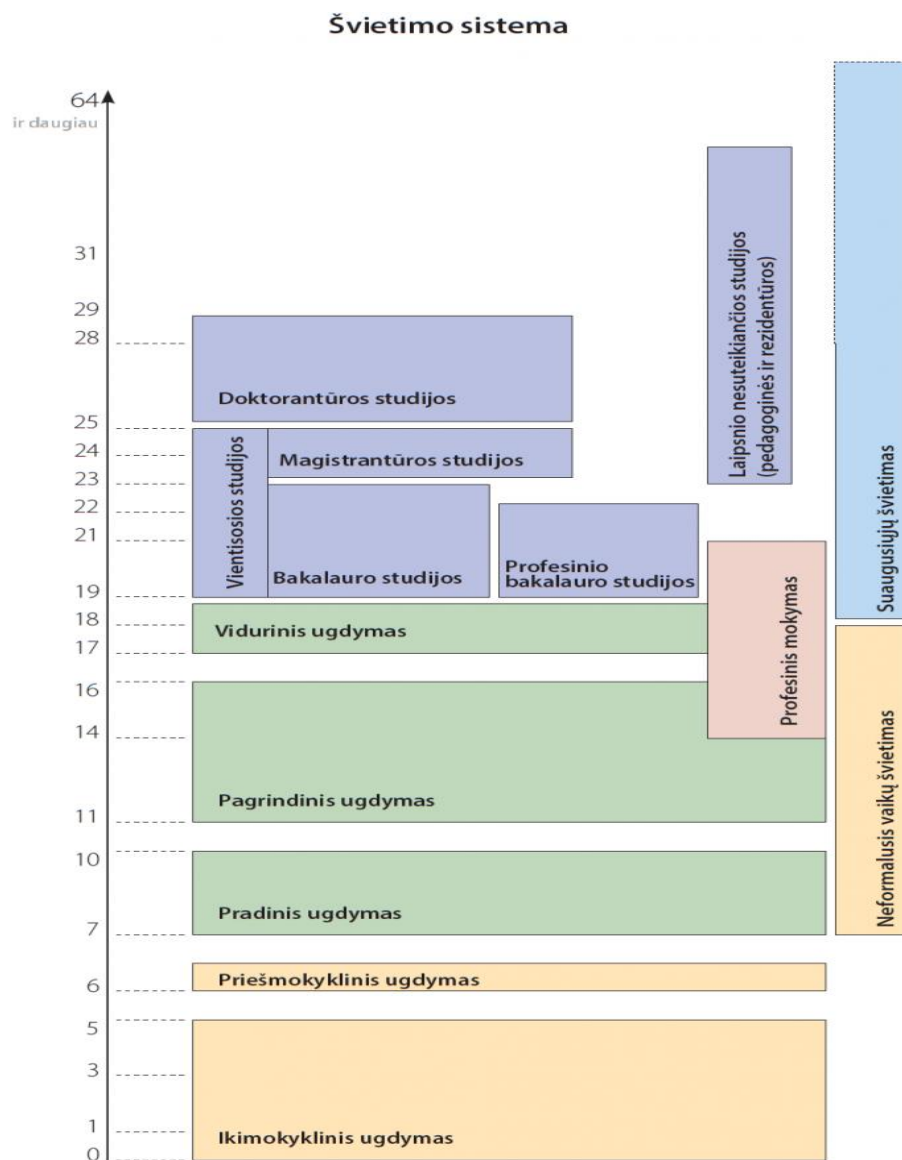 Švietimo sistema
64
ir daugiau
31
29
28
25
24
23
22
21
19
18
17
16
14
11
10
7
6
5
3
1
0
Doktorantūros studijos
Vientisosios studijos
Magistrantūros studijos
Bakalauro studijos
Profesinio
bakalauro studijos
Laipsnio nesuteikiančios studijos
(pedagoginės ir rezidentūros)
Suaugusiųjų švietimas
Vidurinis ugdymas
Profesinis mokymas
Pagrindinis ugdymas
Neformalusis vaikų švietimas
Pradinis ugdymas
Priešmokyklinis ugdymas
Ikimokyklinis ugdymas